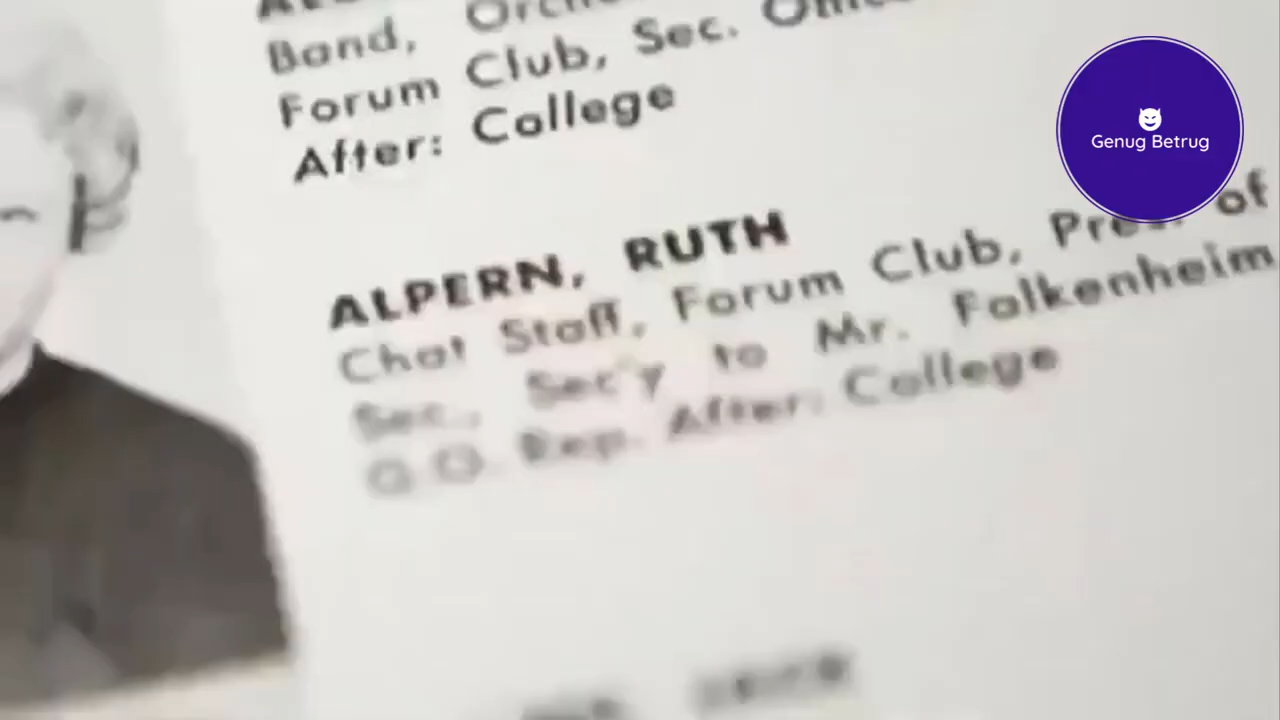 Band,
Forum Club, Sec.
After: College
ALPERN, RUTH
Chat Staff, Forum Club, Pres. of
Sec., Sec'y to Mr. Falkenheim
G.O. Rep. After: College
Genug Betrug